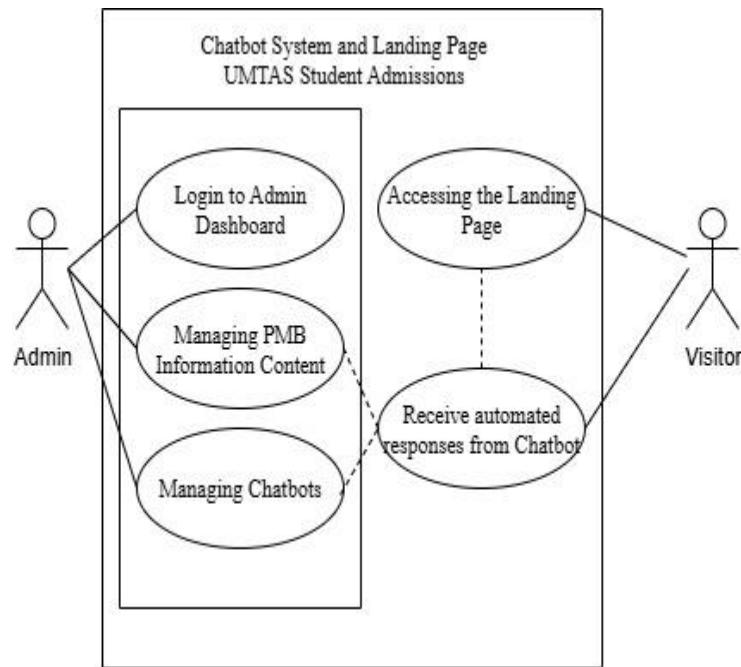 Chatbot System and Landing Page
UMTAS Student Admissions
Login to Admin
Dashboard
Accessing the Landing
Page
Managing PMB
Information Content
Admin
Visitor
Receive automated
responses from Chatbot
Managing Chatbots